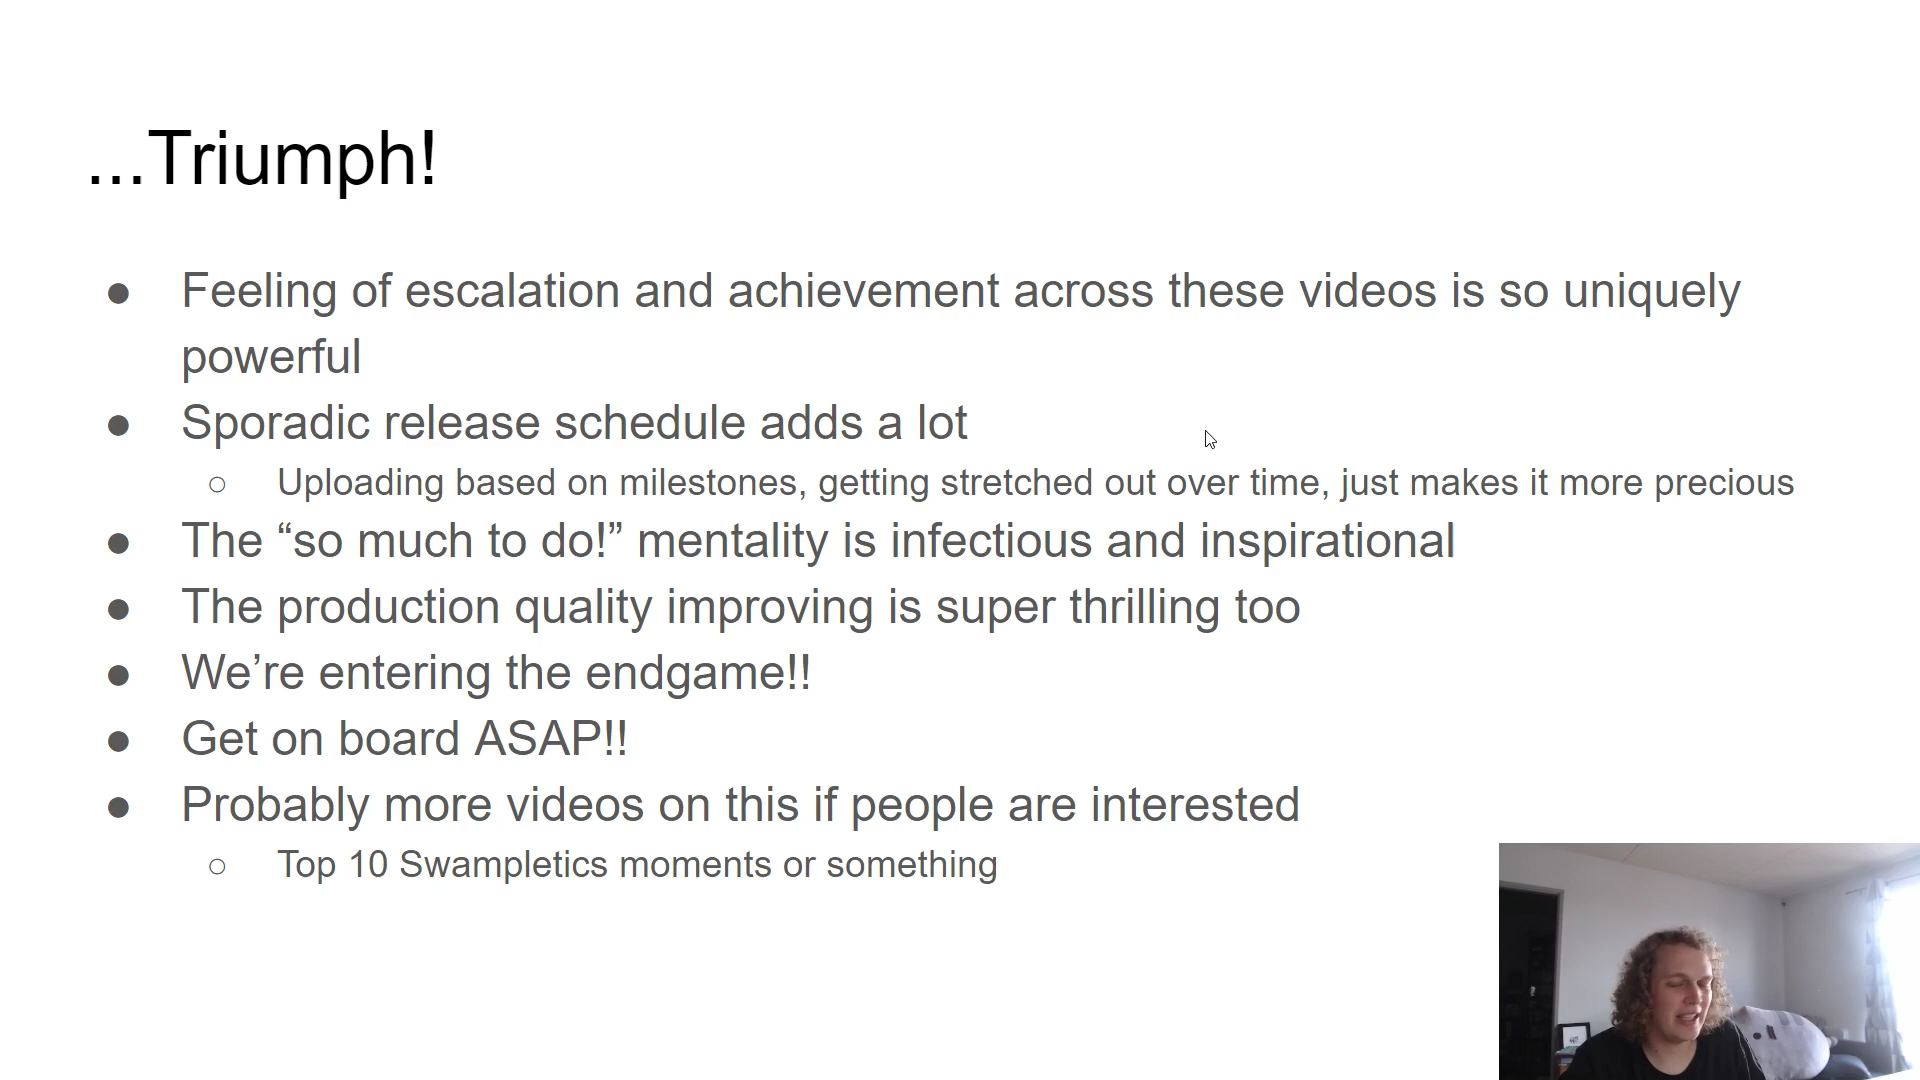 ...Triumph!
● Feeling of escalation and achievement across these videos is so uniquely
powerful
● Sporadic release schedule adds a lot
○ Uploading based on milestones, getting stretched out over time, just makes it more precious
● The “so much to do!” mentality is infectious and inspirational
● The production quality improving is super thrilling too
● We’re entering the endgame!!
● Get on board ASAP!!
● Probably more videos on this if people are interested
○ Top 10 Swampletics moments or something